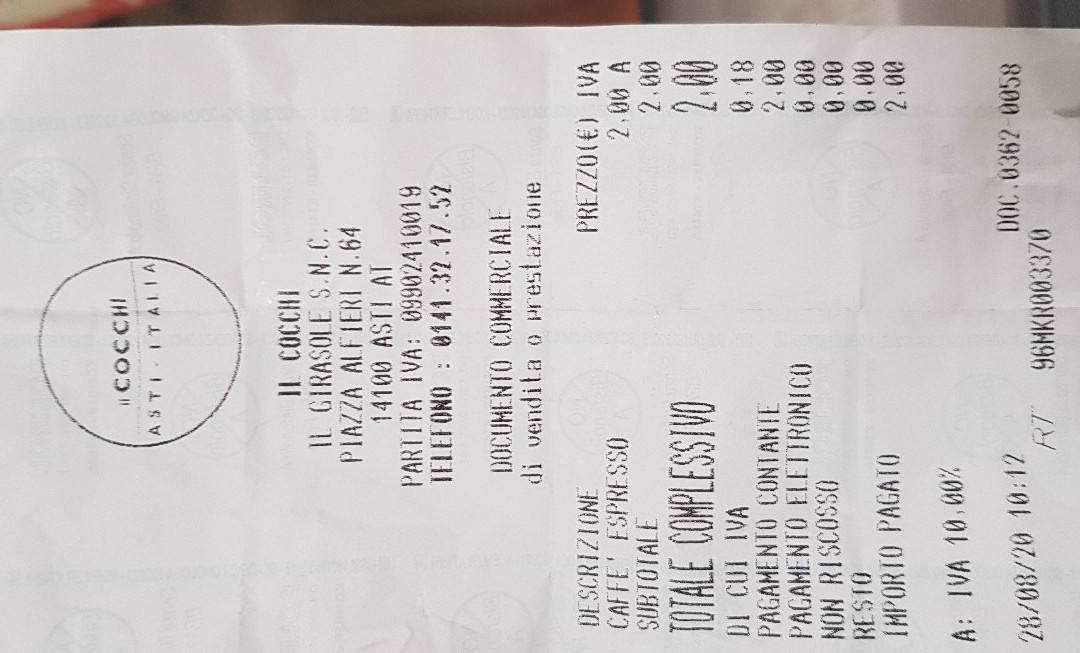 IL COCCHI
ASTI · ITALIA
IL COCCHI
IL GIRASOLE S.N.C.
PIAZZA ALFIERI N.64
14100 ASTI AT
PARTITA IVA: 09902410019
TELEFONO : 0141.32.17.52
DOCUMENTO COMMERCIALE
di vendita o prestazione
DESCRIZIONE PREZZO(€) IVA
CAFFE' ESPRESSO 2,00 A
SUBTOTALE 2,00
TOTALE COMPLESSIVO 2,00
DI CUI IVA 0,18
PAGAMENTO CONTANTE 2,00
PAGAMENTO ELETTRONICO 0,00
NON RISCOSSO 0,00
RESTO 0,00
IMPORTO PAGATO 2,00
A: IVA 10,00%
28/08/20 10:12 DOC.0362-0058
RT 96MKR003370